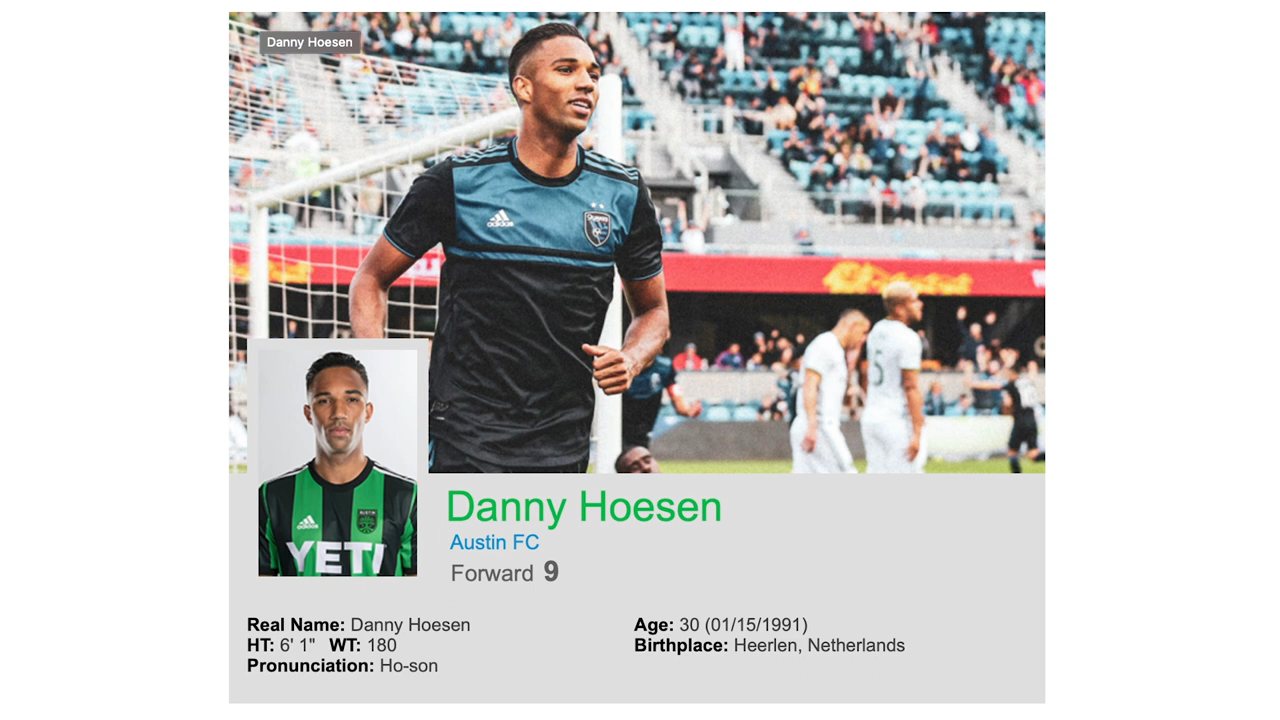 Danny Hoesen
adidas
adidas
AUSTIN
YETI
Danny Hoesen
Austin FC
Forward 9
Real Name: Danny Hoesen
HT: 6' 1" WT: 180
Pronunciation: Ho-son
Age: 30 (01/15/1991)
Birthplace: Heerlen, Netherlands